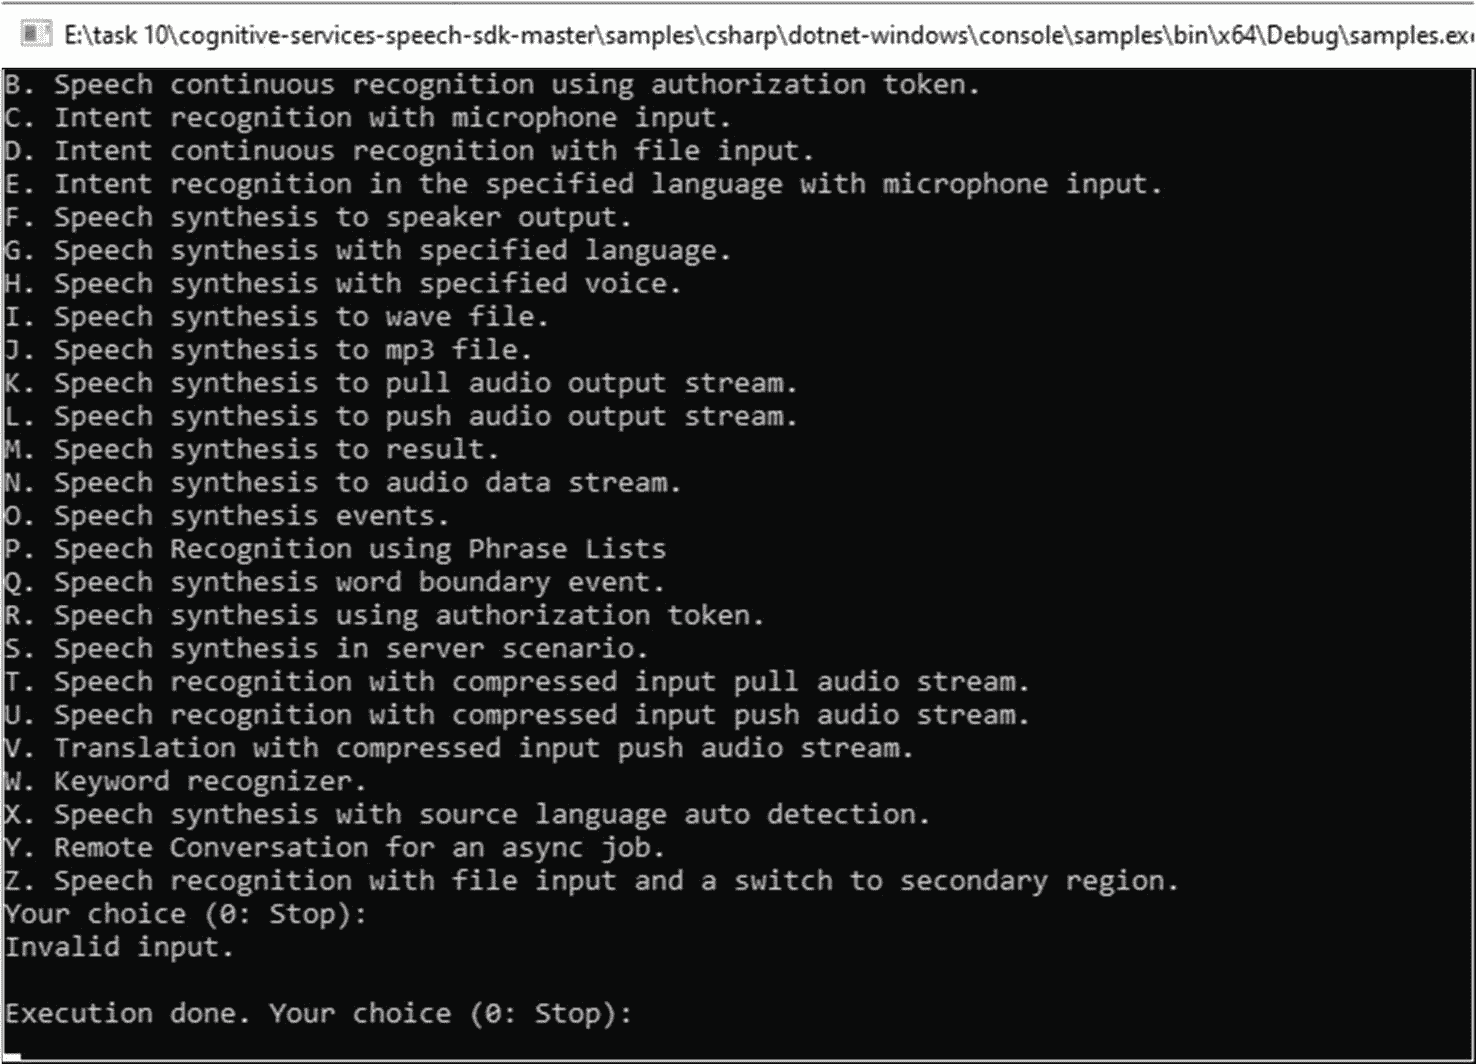 E:\task 10\cognitive-services-speech-sdk-master\samples\csharp\dotnet-windows\console\samples\bin\x64\Debug\samples.exe
B. Speech continuous recognition using authorization token.
C. Intent recognition with microphone input.
D. Intent continuous recognition with file input.
E. Intent recognition in the specified language with microphone input.
F. Speech synthesis to speaker output.
G. Speech synthesis with specified language.
H. Speech synthesis with specified voice.
I. Speech synthesis to wave file.
J. Speech synthesis to mp3 file.
K. Speech synthesis to pull audio output stream.
L. Speech synthesis to push audio output stream.
M. Speech synthesis to result.
N. Speech synthesis to audio data stream.
O. Speech synthesis events.
P. Speech Recognition using Phrase Lists
Q. Speech synthesis word boundary event.
R. Speech synthesis using authorization token.
S. Speech synthesis in server scenario.
T. Speech recognition with compressed input pull audio stream.
U. Speech recognition with compressed input push audio stream.
V. Translation with compressed input push audio stream.
W. Keyword recognizer.
X. Speech synthesis with source language auto detection.
Y. Remote Conversation for an async job.
Z. Speech recognition with file input and a switch to secondary region.
Your choice (0: Stop):
Invalid input.
Execution done. Your choice (0: Stop):